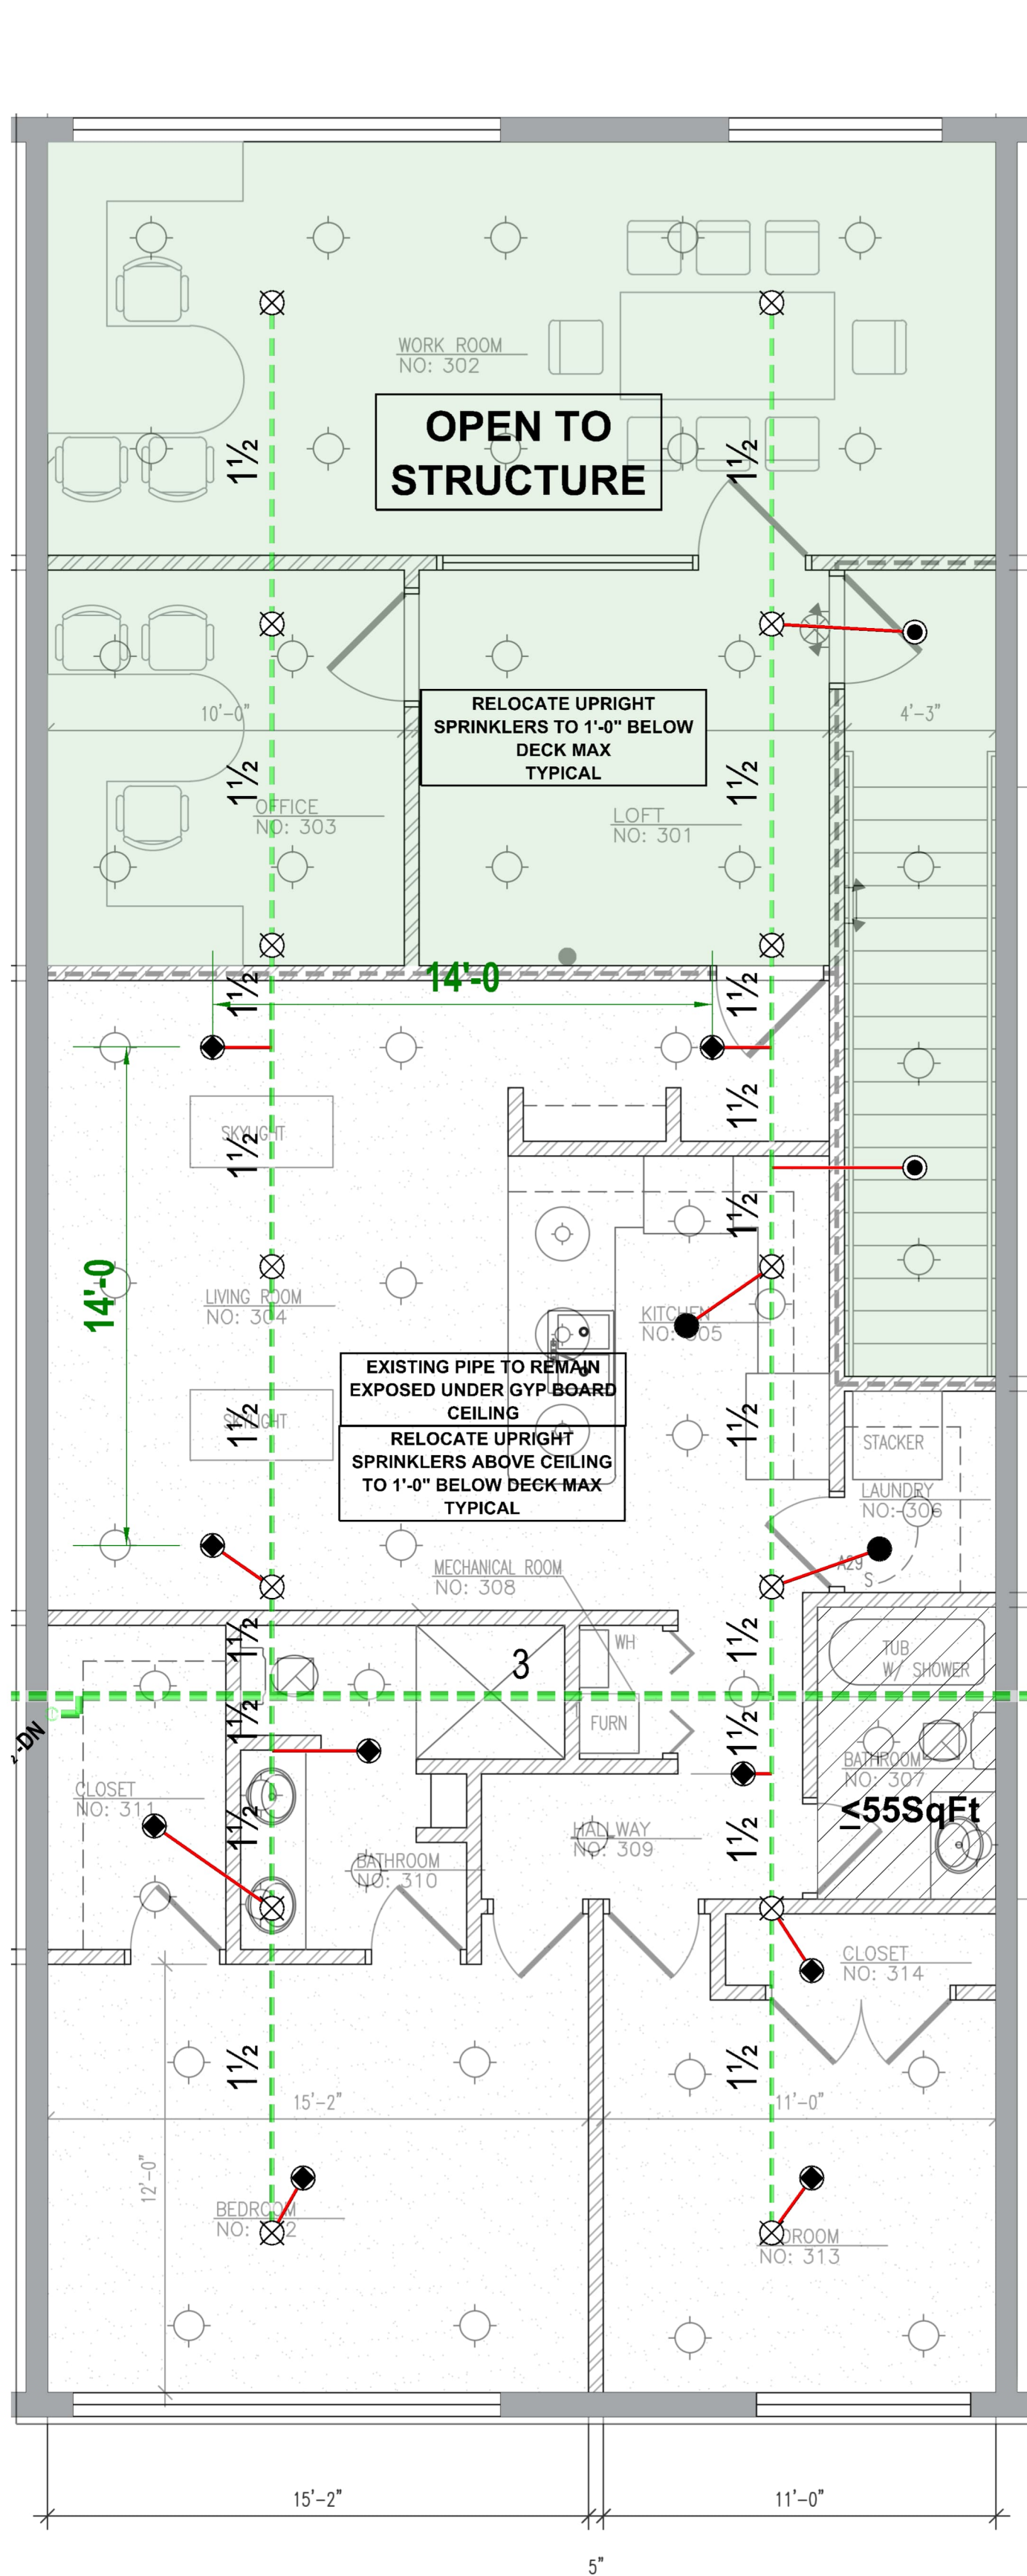 WORK ROOM
NO: 302
OPEN TO
STRUCTURE
1½
1½
RELOCATE UPRIGHT
SPRINKLERS TO 1'-0" BELOW
DECK MAX
TYPICAL
10'-0"
4'-3"
1½
1½
OFFICE
NO: 303
LOFT
NO: 301
14'-0
1½
1½
1½
SKYLIGHT
1½
1½
14'-0
LIVING ROOM
NO: 304
KITCHEN
NO: 305
EXISTING PIPE TO REMAIN
EXPOSED UNDER GYP BOARD
CEILING
RELOCATE UPRIGHT
SPRINKLERS ABOVE CEILING
TO 1'-0" BELOW DECK MAX
TYPICAL
SKYLIGHT
1½
1½
STACKER
LAUNDRY
NO: 306
A29
S
MECHANICAL ROOM
NO: 308
1½
1½
WH
3
TUB
W/ SHOWER
FURN
1½
1½
-DN
CLOSET
NO: 311
BATHROOM
NO: 307
≤55SqFt
1½
1½
HALLWAY
NO: 309
BATHROOM
NO: 310
CLOSET
NO: 314
1½
1½
15'-2"
11'-0"
12'-0"
BEDROOM
NO:
NO: 313
15'-2"
11'-0"
5"